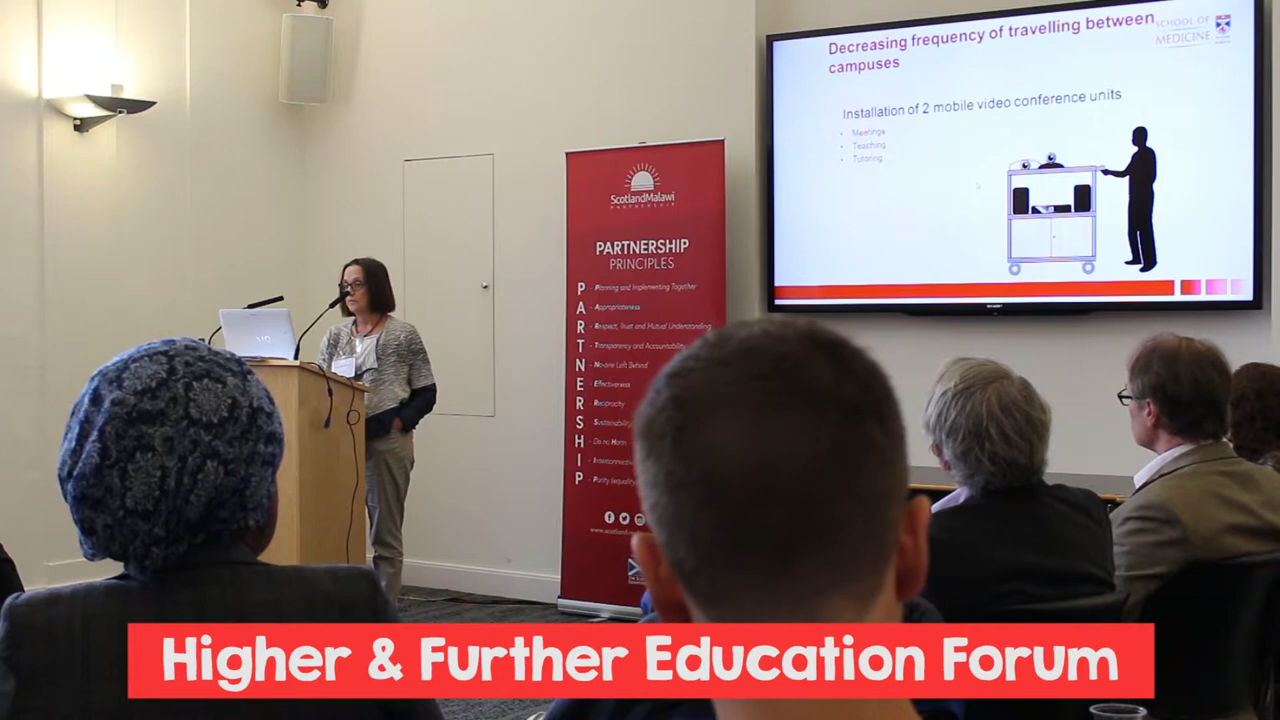 Decreasing frequency of travelling between
campuses
SCHOOL OF
MEDICINE
Installation of 2 mobile video conference units
• Meetings
• Teaching
• Tutoring
ScotlandMalawi
PARTNERSHIP
PARTNERSHIP
PRINCIPLES
P - Planning and Implementing Together
A - Appropriateness
R - Respect, Trust and Mutual Understanding
T - Transparency and Accountability
N - No-one Left Behind
E - Effectiveness
R - Reciprocity
S - Sustainability
H - Do no Harm
I - Interconnectiv
P - Parity (equality)
Higher & Further Education Forum